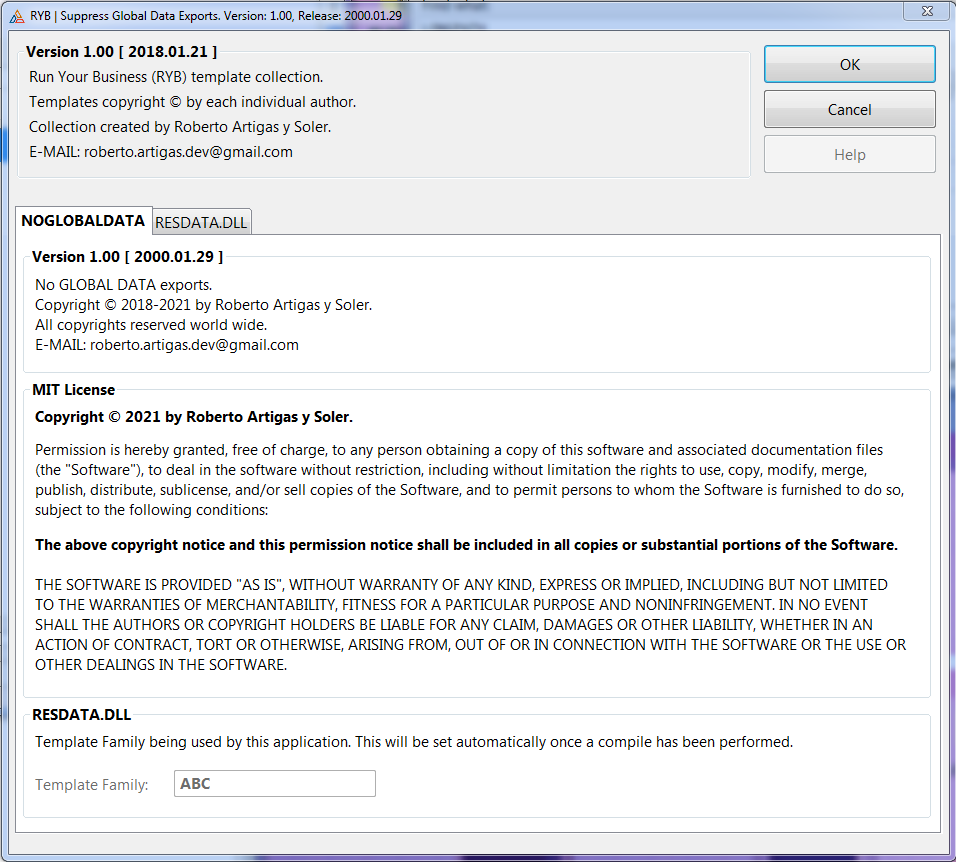 RYB | Suppress Global Data Exports. Version: 1.00, Release: 2000.01.29
Version 1.00 [ 2018.01.21 ]
Run Your Business (RYB) template collection.
Templates copyright © by each individual author.
Collection created by Roberto Artigas y Soler.
E-MAIL: roberto.artigas.dev@gmail.com
OK
Cancel
Help
NOGLOBALDATA
RESDATA.DLL
Version 1.00 [ 2000.01.29 ]
No GLOBAL DATA exports.
Copyright © 2018-2021 by Roberto Artigas y Soler.
All copyrights reserved world wide.
E-MAIL: roberto.artigas.dev@gmail.com
MIT License
Copyright © 2021 by Roberto Artigas y Soler.
Permission is hereby granted, free of charge, to any person obtaining a copy of this software and associated documentation files
(the "Software"), to deal in the software without restriction, including without limitation the rights to use, copy, modify, merge,
publish, distribute, sublicense, and/or sell copies of the Software, and to permit persons to whom the Software is furnished to do so,
subject to the following conditions:
The above copyright notice and this permission notice shall be included in all copies or substantial portions of the Software.
THE SOFTWARE IS PROVIDED "AS IS", WITHOUT WARRANTY OF ANY KIND, EXPRESS OR IMPLIED, INCLUDING BUT NOT LIMITED
TO THE WARRANTIES OF MERCHANTABILITY, FITNESS FOR A PARTICULAR PURPOSE AND NONINFRINGEMENT. IN NO EVENT
SHALL THE AUTHORS OR COPYRIGHT HOLDERS BE LIABLE FOR ANY CLAIM, DAMAGES OR OTHER LIABILITY, WHETHER IN AN
ACTION OF CONTRACT, TORT OR OTHERWISE, ARISING FROM, OUT OF OR IN CONNECTION WITH THE SOFTWARE OR THE USE OR
OTHER DEALINGS IN THE SOFTWARE.
RESDATA.DLL
Template Family being used by this application. This will be set automatically once a compile has been performed.
Template Family:
ABC